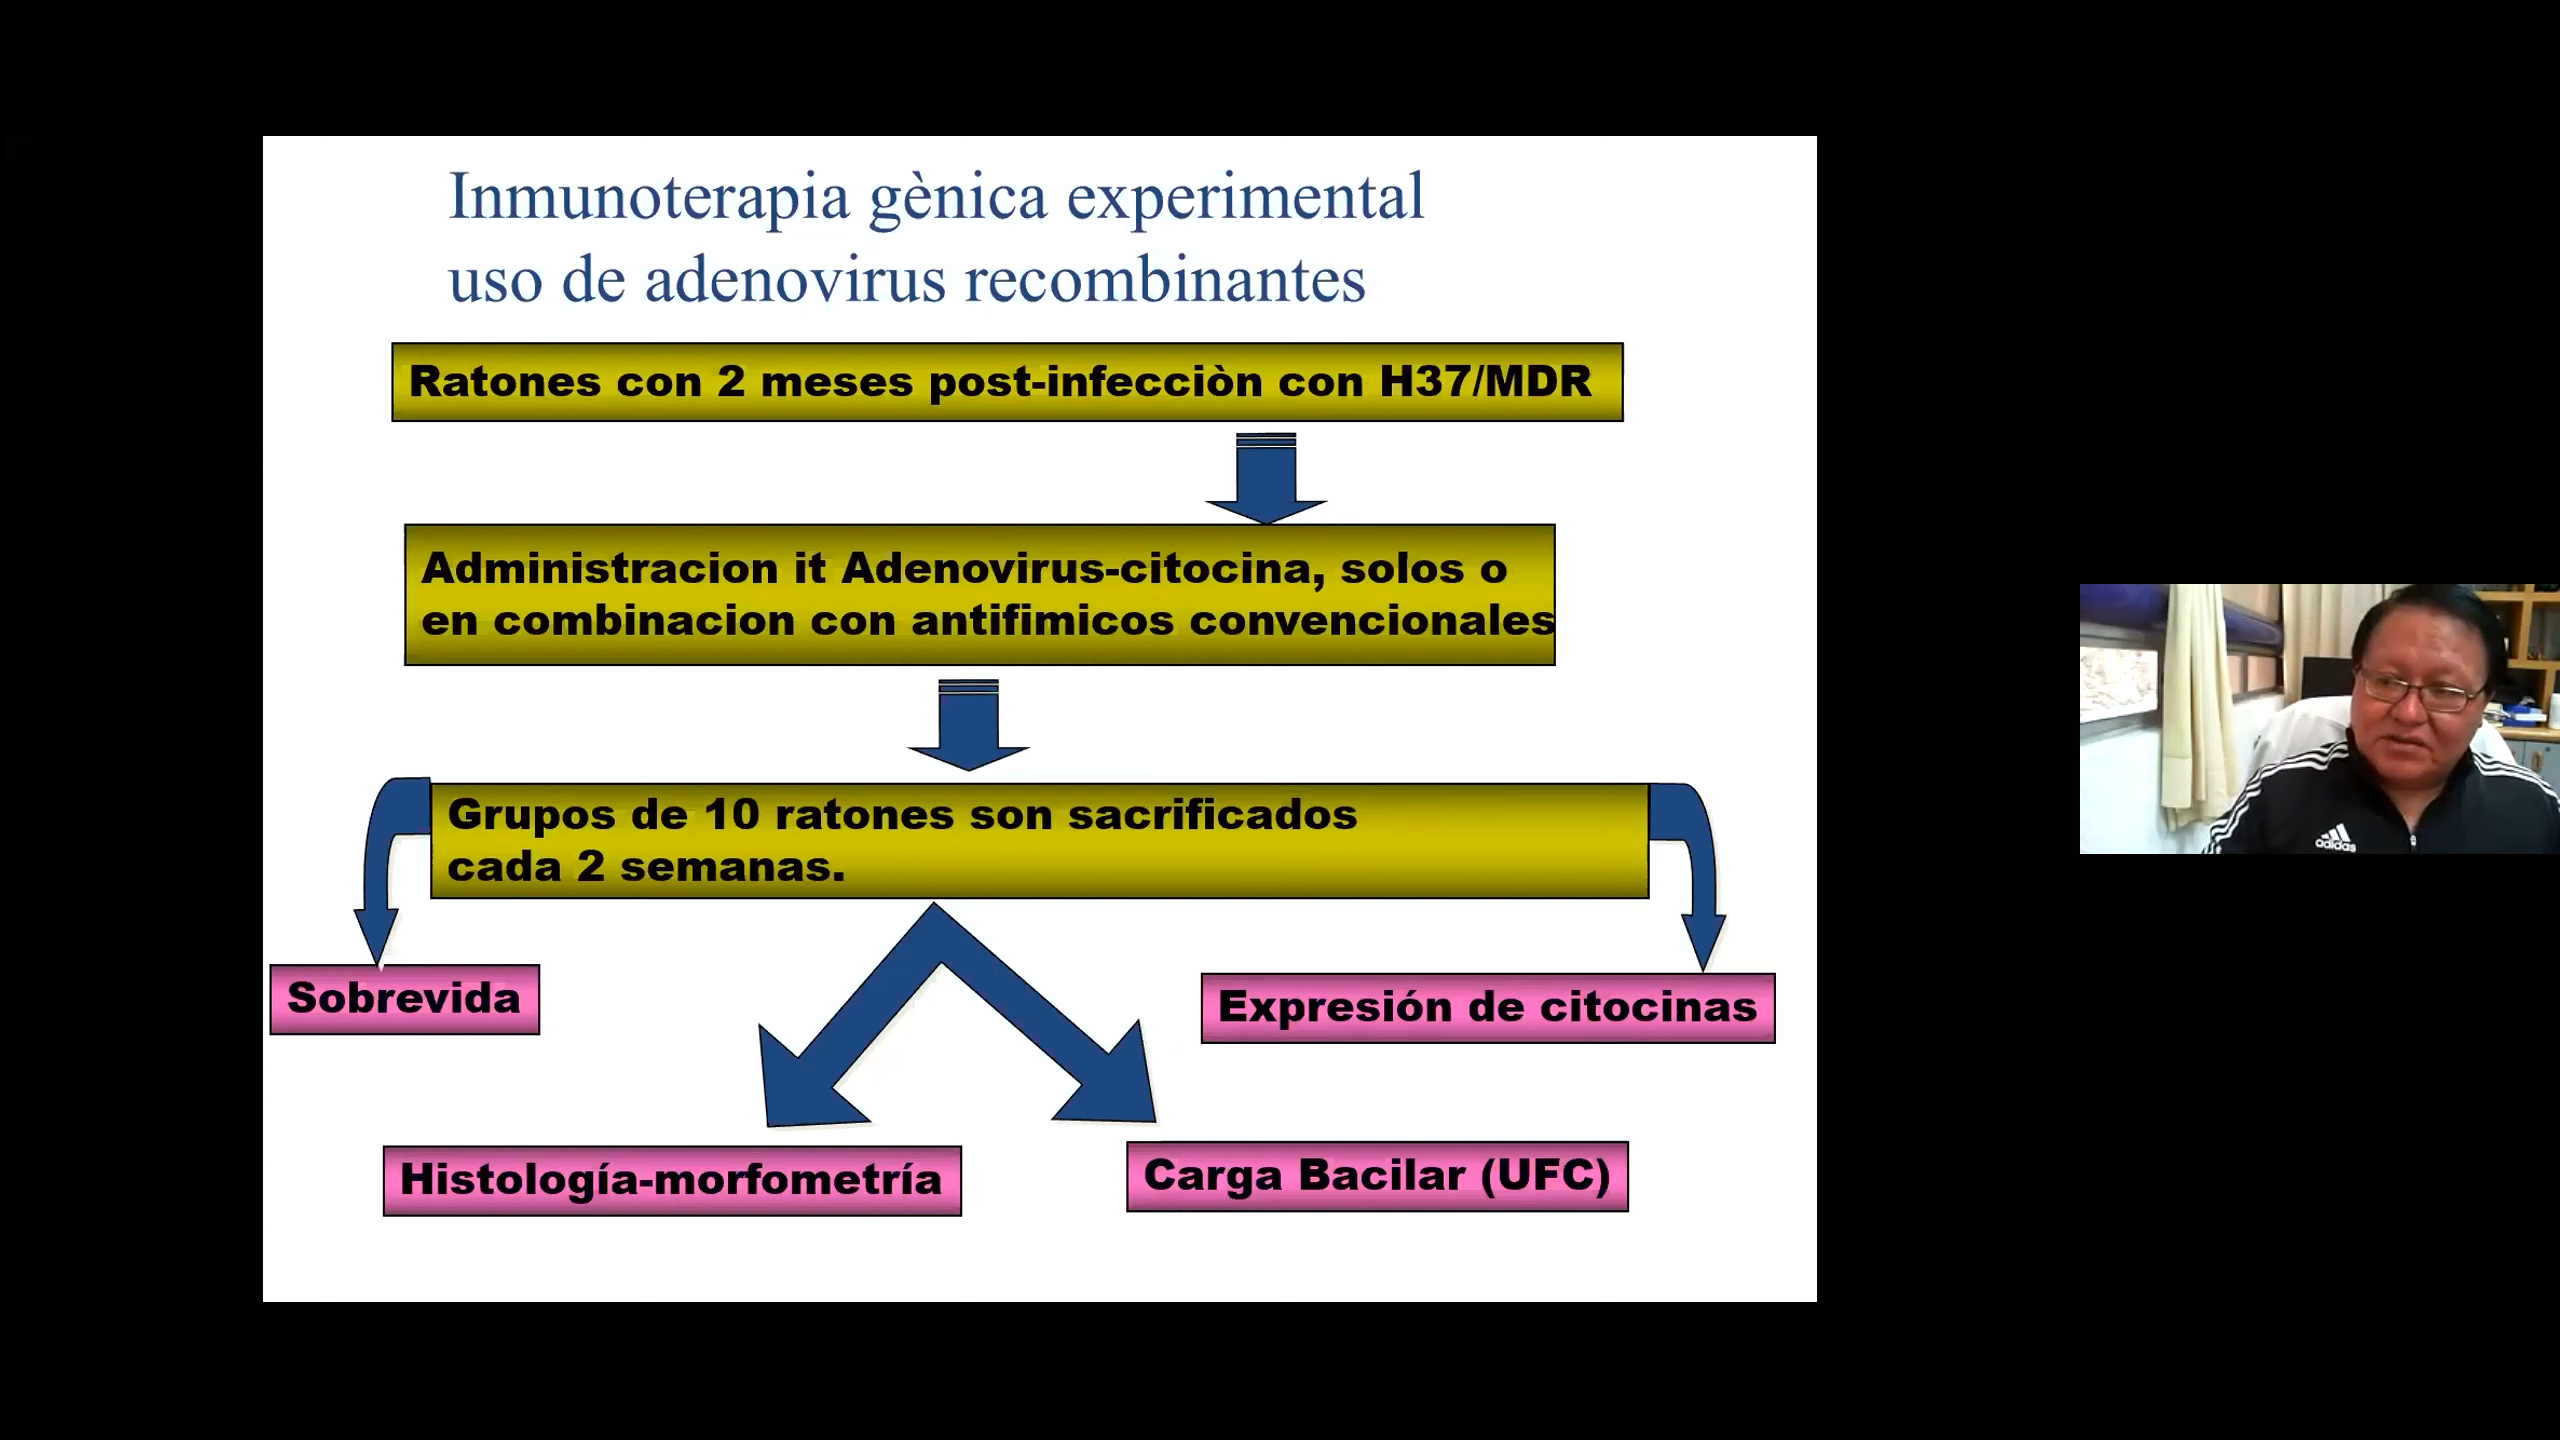 Inmunoterapia gènica experimental
uso de adenovirus recombinantes
Ratones con 2 meses post-infecciòn con H37/MDR
Administracion it Adenovirus-citocina, solos o
en combinacion con antifimicos convencionales
Grupos de 10 ratones son sacrificados
cada 2 semanas.
Sobrevida
Expresión de citocinas
Histología-morfometría
Carga Bacilar (UFC)
adidas